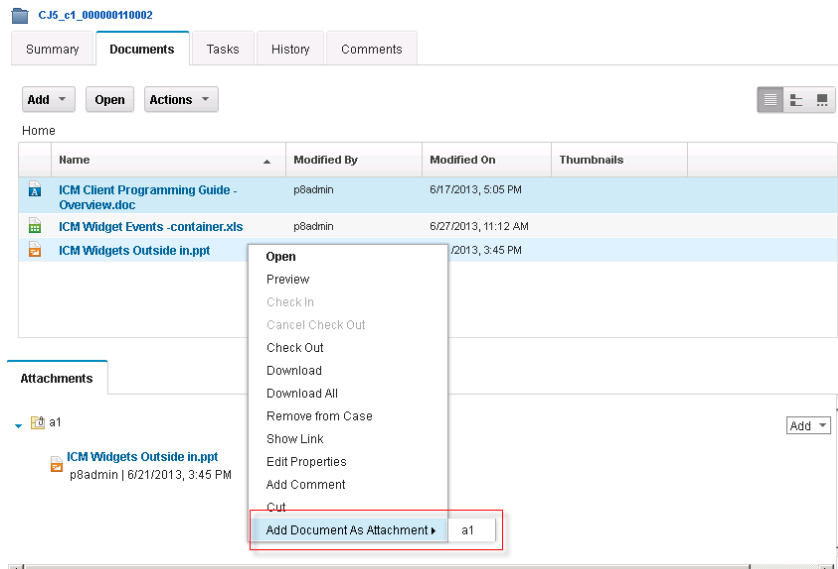 CJ5_c1_000000110002
Summary Documents Tasks History Comments
Add Open Actions
Home
Name Modified By Modified On Thumbnails
ICM Client Programming Guide - p8admin 6/17/2013, 5:05 PM
Overview.doc
ICM Widget Events -container.xls p8admin 6/27/2013, 11:12 AM
ICM Widgets Outside in.ppt /2013, 3:45 PM
Open
Preview
Check In
Cancel Check Out
Check Out
Download
Download All
Remove from Case
Show Link
Edit Properties
Add Comment
Cut
Add Document As Attachment a1
Attachments
a1 Add
ICM Widgets Outside in.ppt
p8admin | 6/21/2013, 3:45 PM